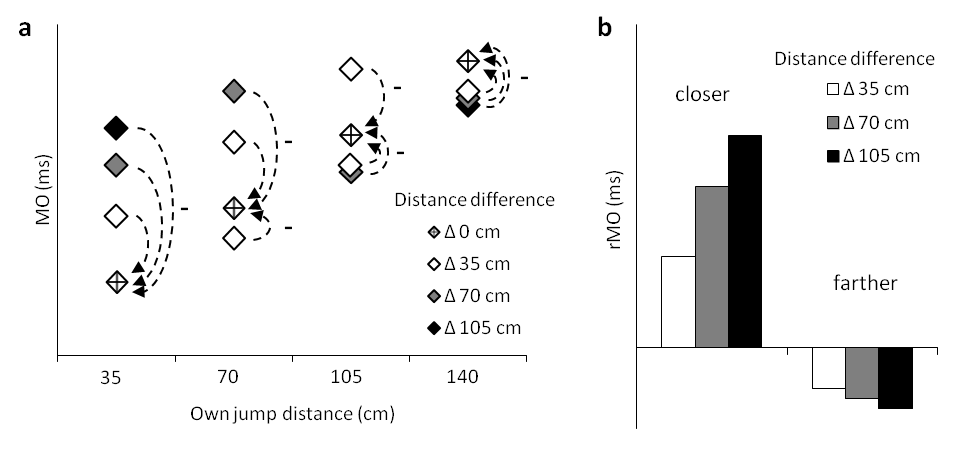 a
MO (ms)
-
-
-
-
-
-
Distance difference
Δ 0 cm
Δ 35 cm
Δ 70 cm
Δ 105 cm
35 70 105 140
Own jump distance (cm)
b
rMO (ms)
closer
farther
Distance difference
Δ 35 cm
Δ 70 cm
Δ 105 cm